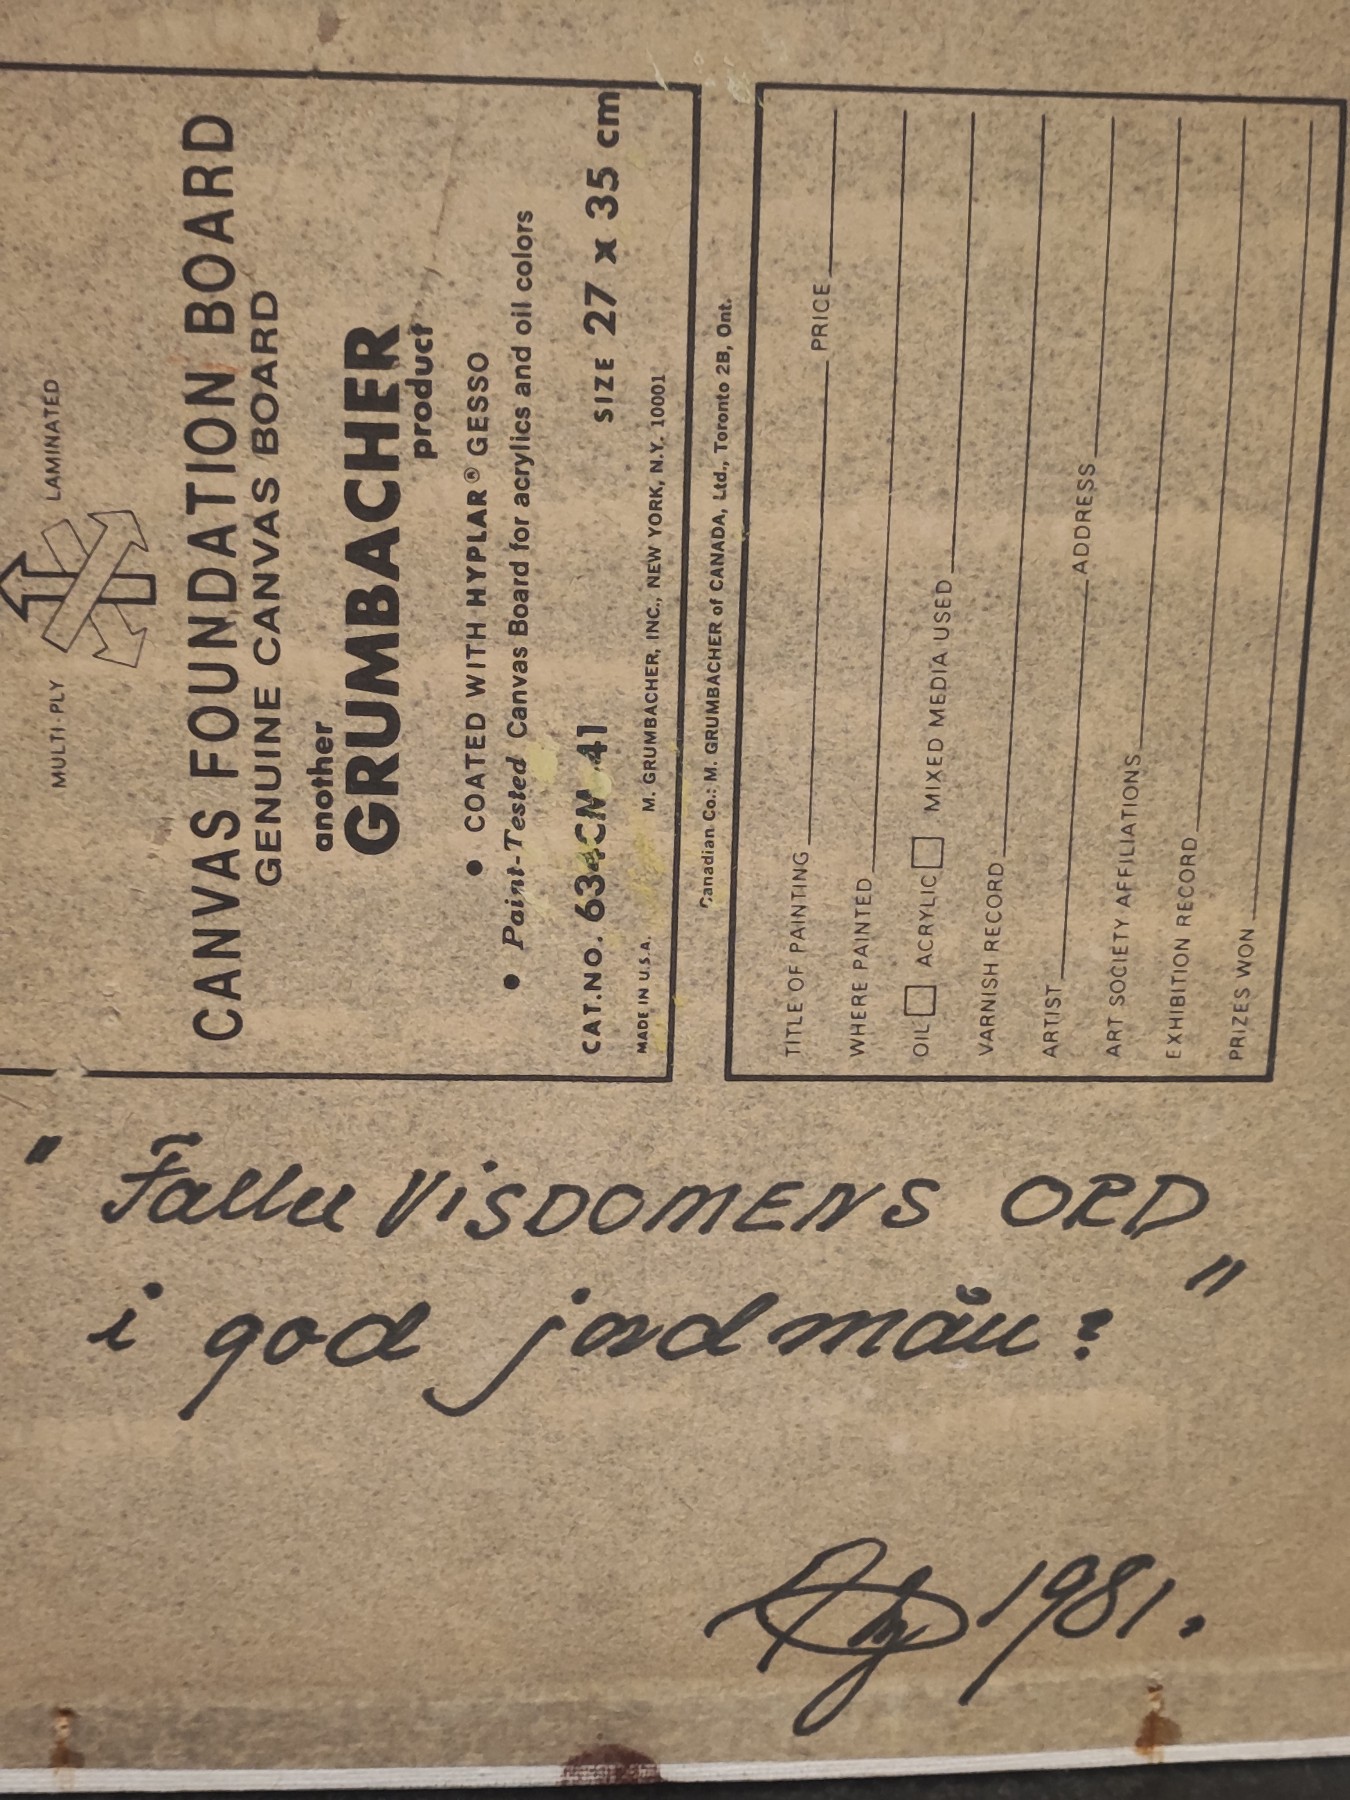 MULTI-PLY LAMINATED
CANVAS FOUNDATION BOARD
GENUINE CANVAS BOARD
another
GRUMBACHER
product
• COATED WITH HYPLAR® GESSO
• Paint-Tested Canvas Board for acrylics and oil colors
CAT.NO. 634CM 41 SIZE 27 x 35 cm
MADE IN U.S.A. M. GRUMBACHER, INC., NEW YORK, N.Y. 10001
Canadian Co.: M. GRUMBACHER of CANADA, Ltd., Toronto 2B, Ont.
TITLE OF PAINTING PRICE
WHERE PAINTED
OIL ACRYLIC MIXED MEDIA USED
VARNISH RECORD
ARTIST ADDRESS
ART SOCIETY AFFILIATIONS
EXHIBITION RECORD
PRIZES WON
" Faller VISDOMENS ORD
i god jordmån? "
1981.